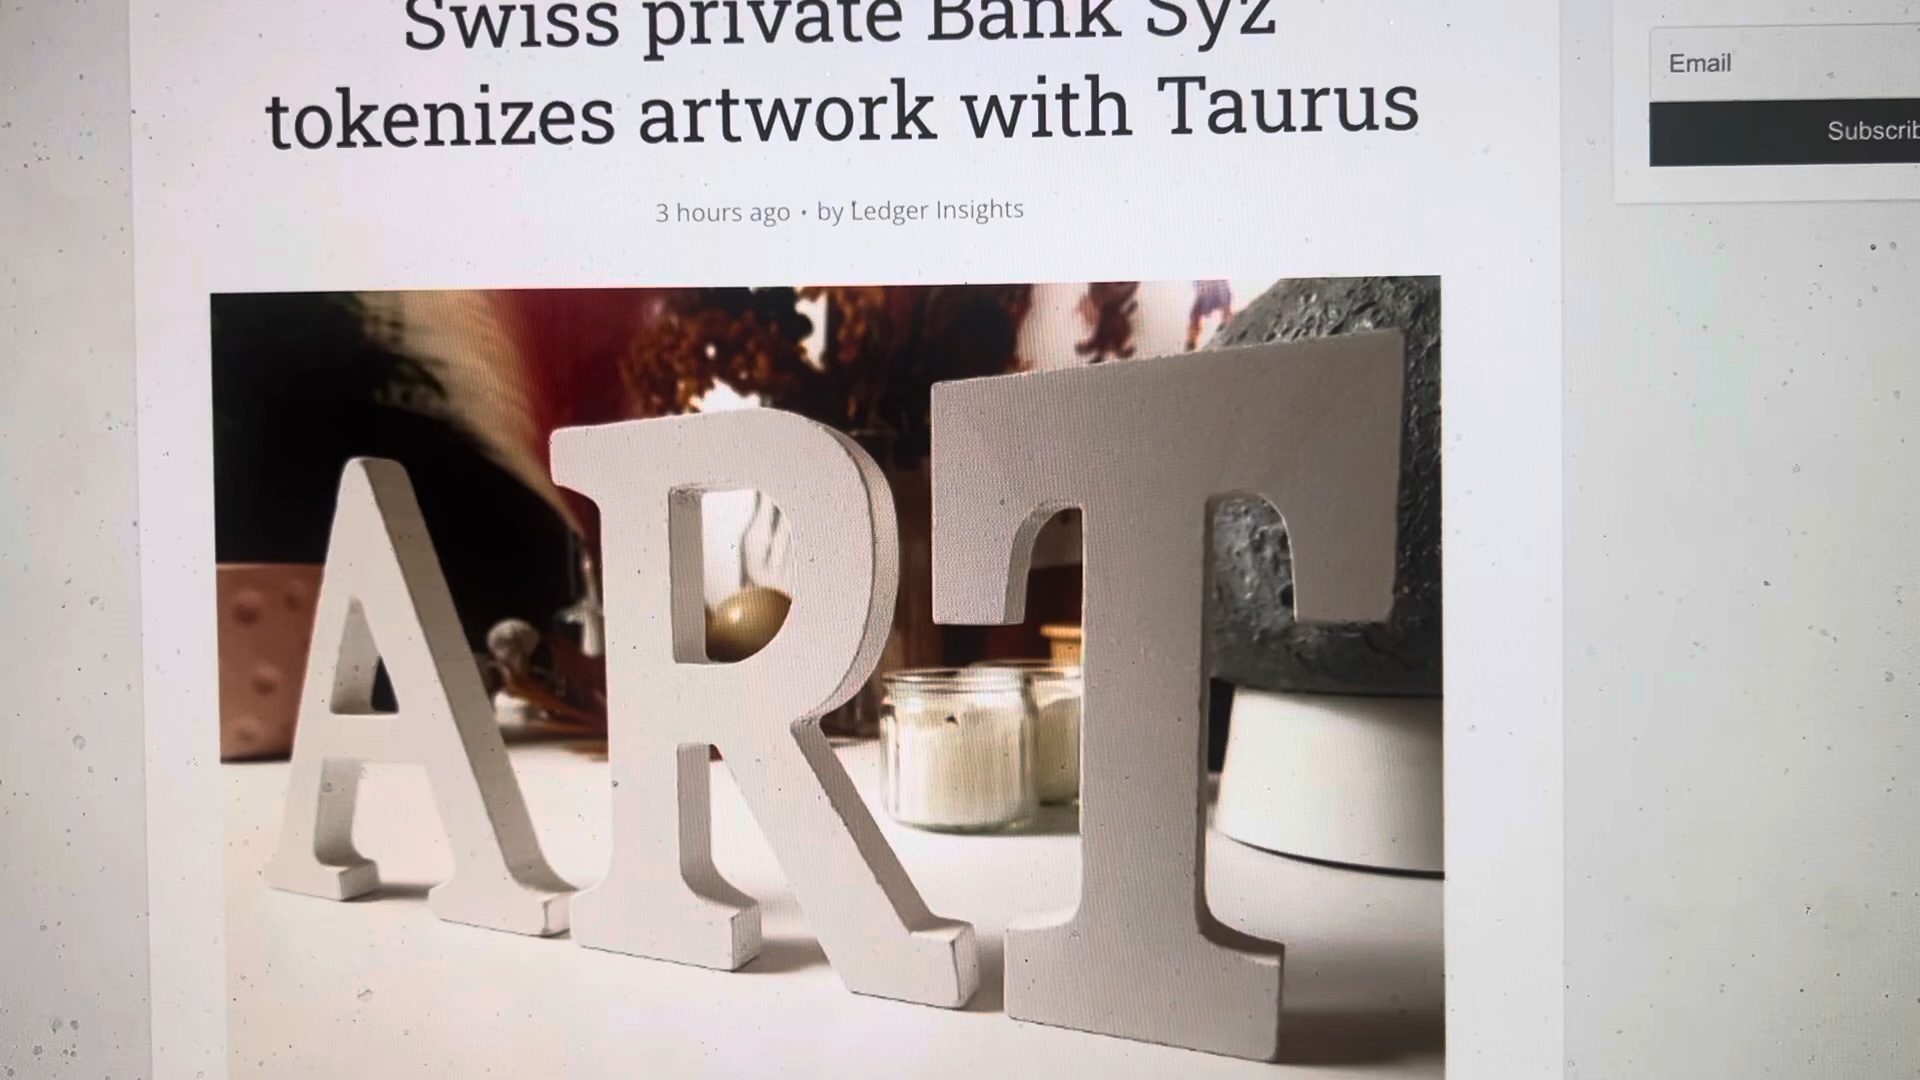 Swiss private Bank Syz
tokenizes artwork with Taurus
3 hours ago • by Ledger Insights
ART
Email